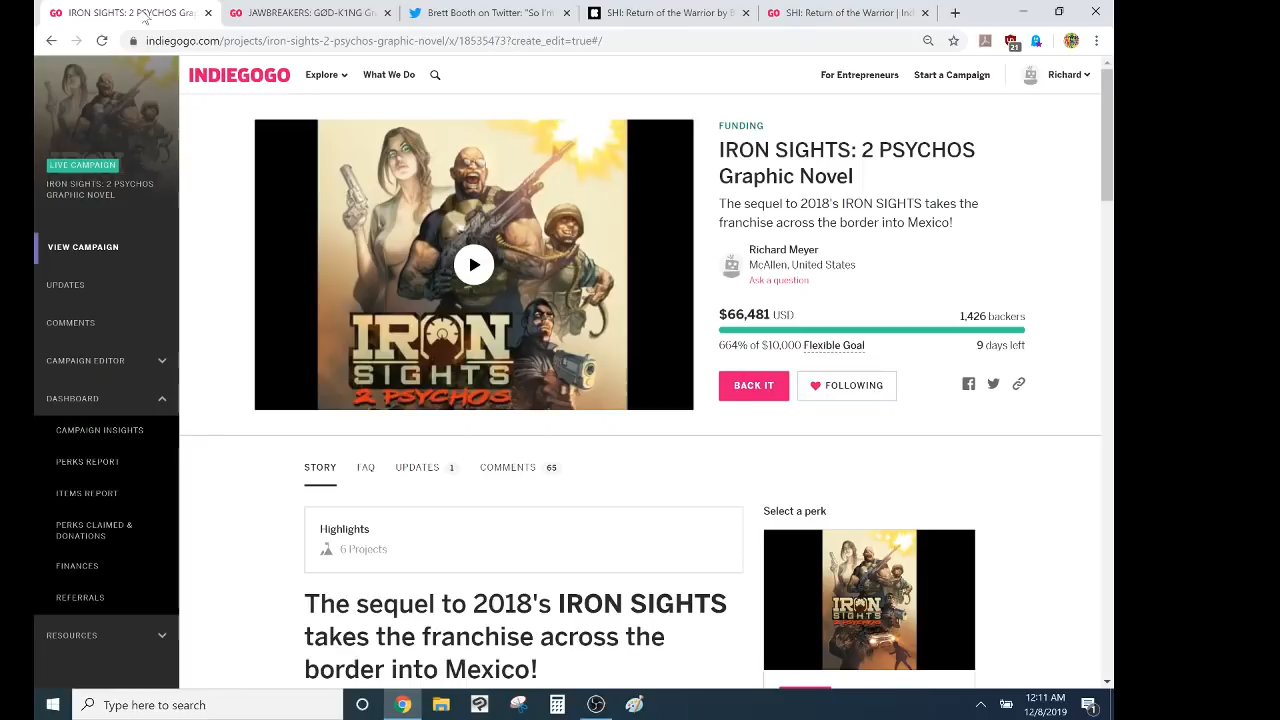 IRON SIGHTS: 2 PSYCHOS Gra
JAWBREAKERS: GØD-K1NG Gr
Brett Booth on Twitter: "So I'm
SHI: Return of the Warrior by B
SHI: Return of the Warrior | Ind
indiegogo.com/projects/iron-sights-2-psychos-graphic-novel/x/18535473?create_edit=true#/
21
INDIEGOGO
Explore
What We Do
For Entrepreneurs
Start a Campaign
Richard
LIVE CAMPAIGN
IRON SIGHTS: 2 PSYCHOS
GRAPHIC NOVEL
VIEW CAMPAIGN
UPDATES
COMMENTS
CAMPAIGN EDITOR
DASHBOARD
CAMPAIGN INSIGHTS
PERKS REPORT
ITEMS REPORT
PERKS CLAIMED &
DONATIONS
FINANCES
REFERRALS
RESOURCES
IRON
SIGHTS
2 PSYCHOS
FUNDING
IRON SIGHTS: 2 PSYCHOS
Graphic Novel
The sequel to 2018's IRON SIGHTS takes the
franchise across the border into Mexico!
Richard Meyer
McAllen, United States
Ask a question
$66,481 USD
1,426 backers
664% of $10,000 Flexible Goal
9 days left
BACK IT
FOLLOWING
STORY
FAQ
UPDATES 1
COMMENTS 65
Highlights
6 Projects
The sequel to 2018's IRON SIGHTS
takes the franchise across the
border into Mexico!
Select a perk
IRON
SIGHTS
2 PSYCHOS
Type here to search
12:11 AM
12/8/2019
1